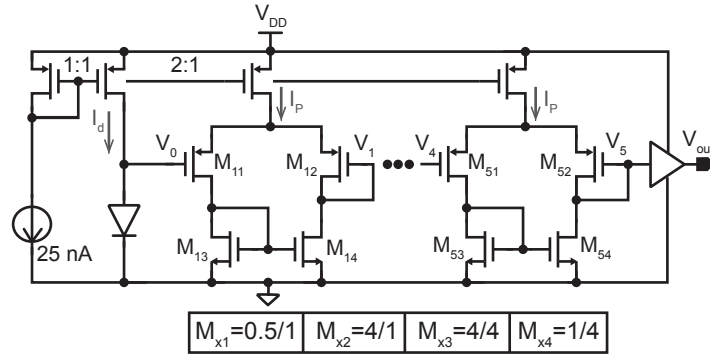 V_DD
1:1
2:1
I_d
I_P
I_P
V_0
M_11
M_12
V_1
V_4
M_51
M_52
V_5
V_ou
25 nA
M_13
M_14
M_53
M_54
M_x1=0.5/1 M_x2=4/1 M_x3=4/4 M_x4=1/4